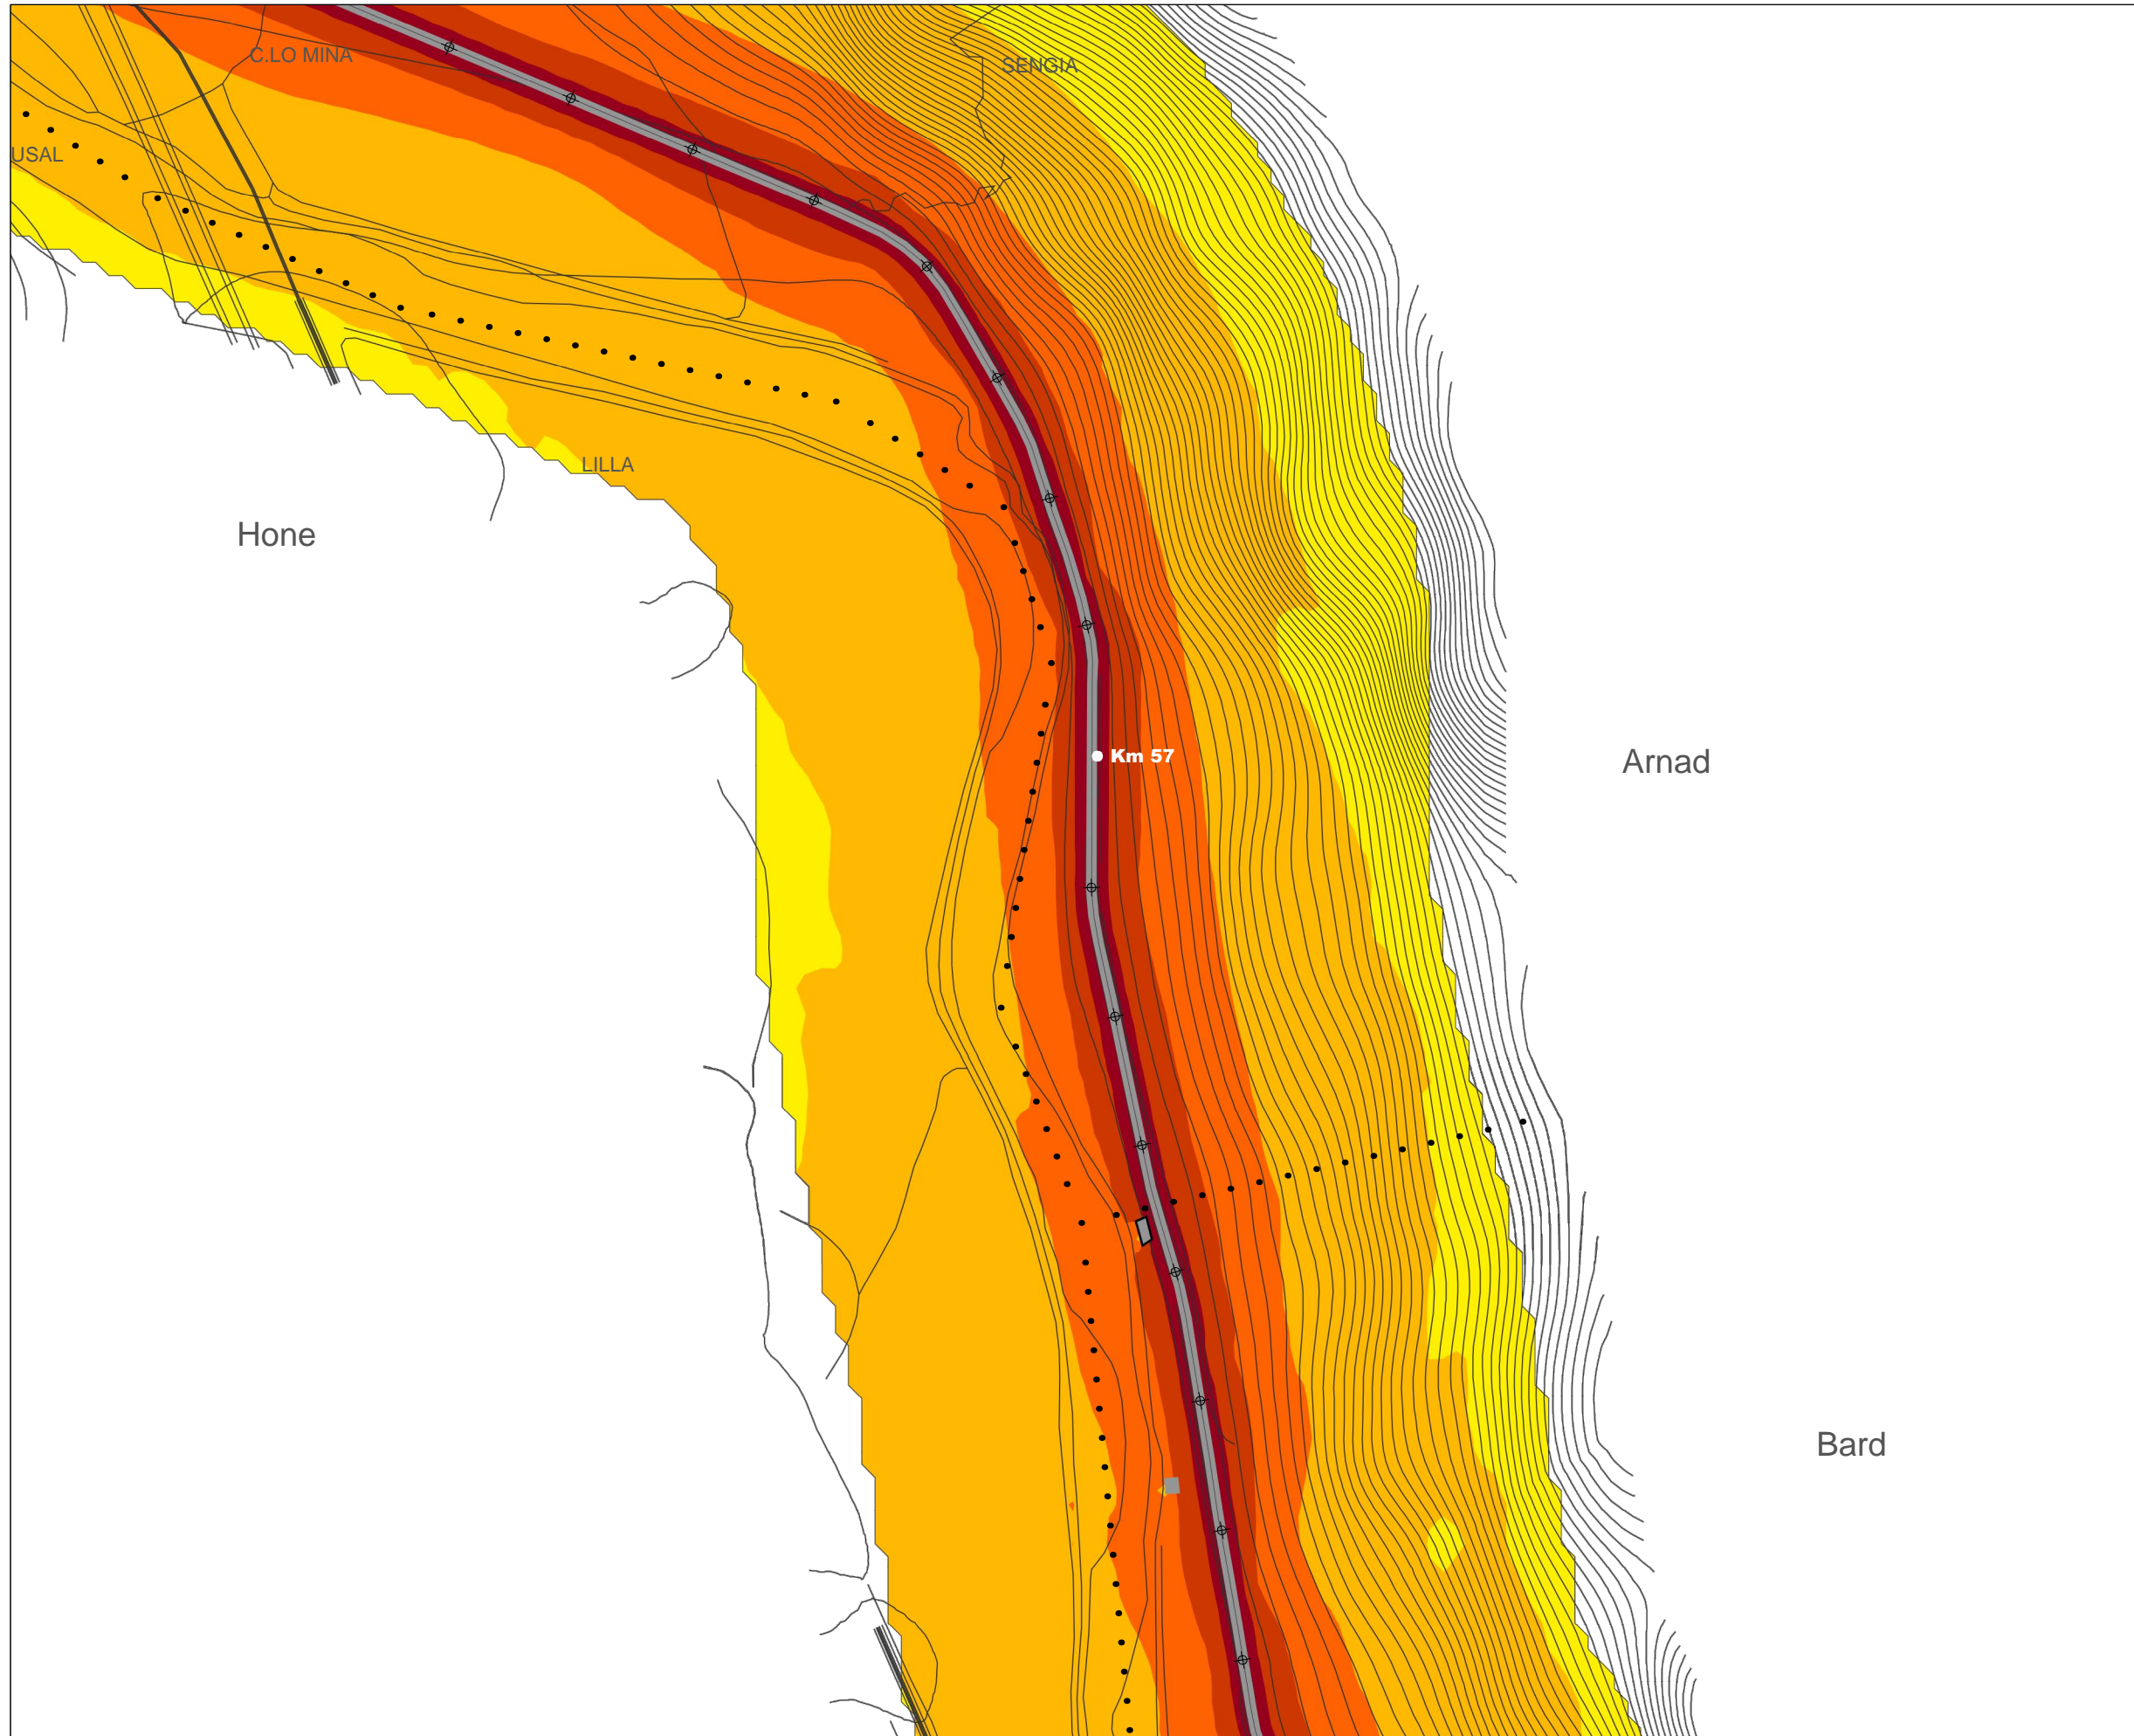 C.LO MINA
SENGIA
USAL
LILLA
Hone
Km 57
Arnad
Bard